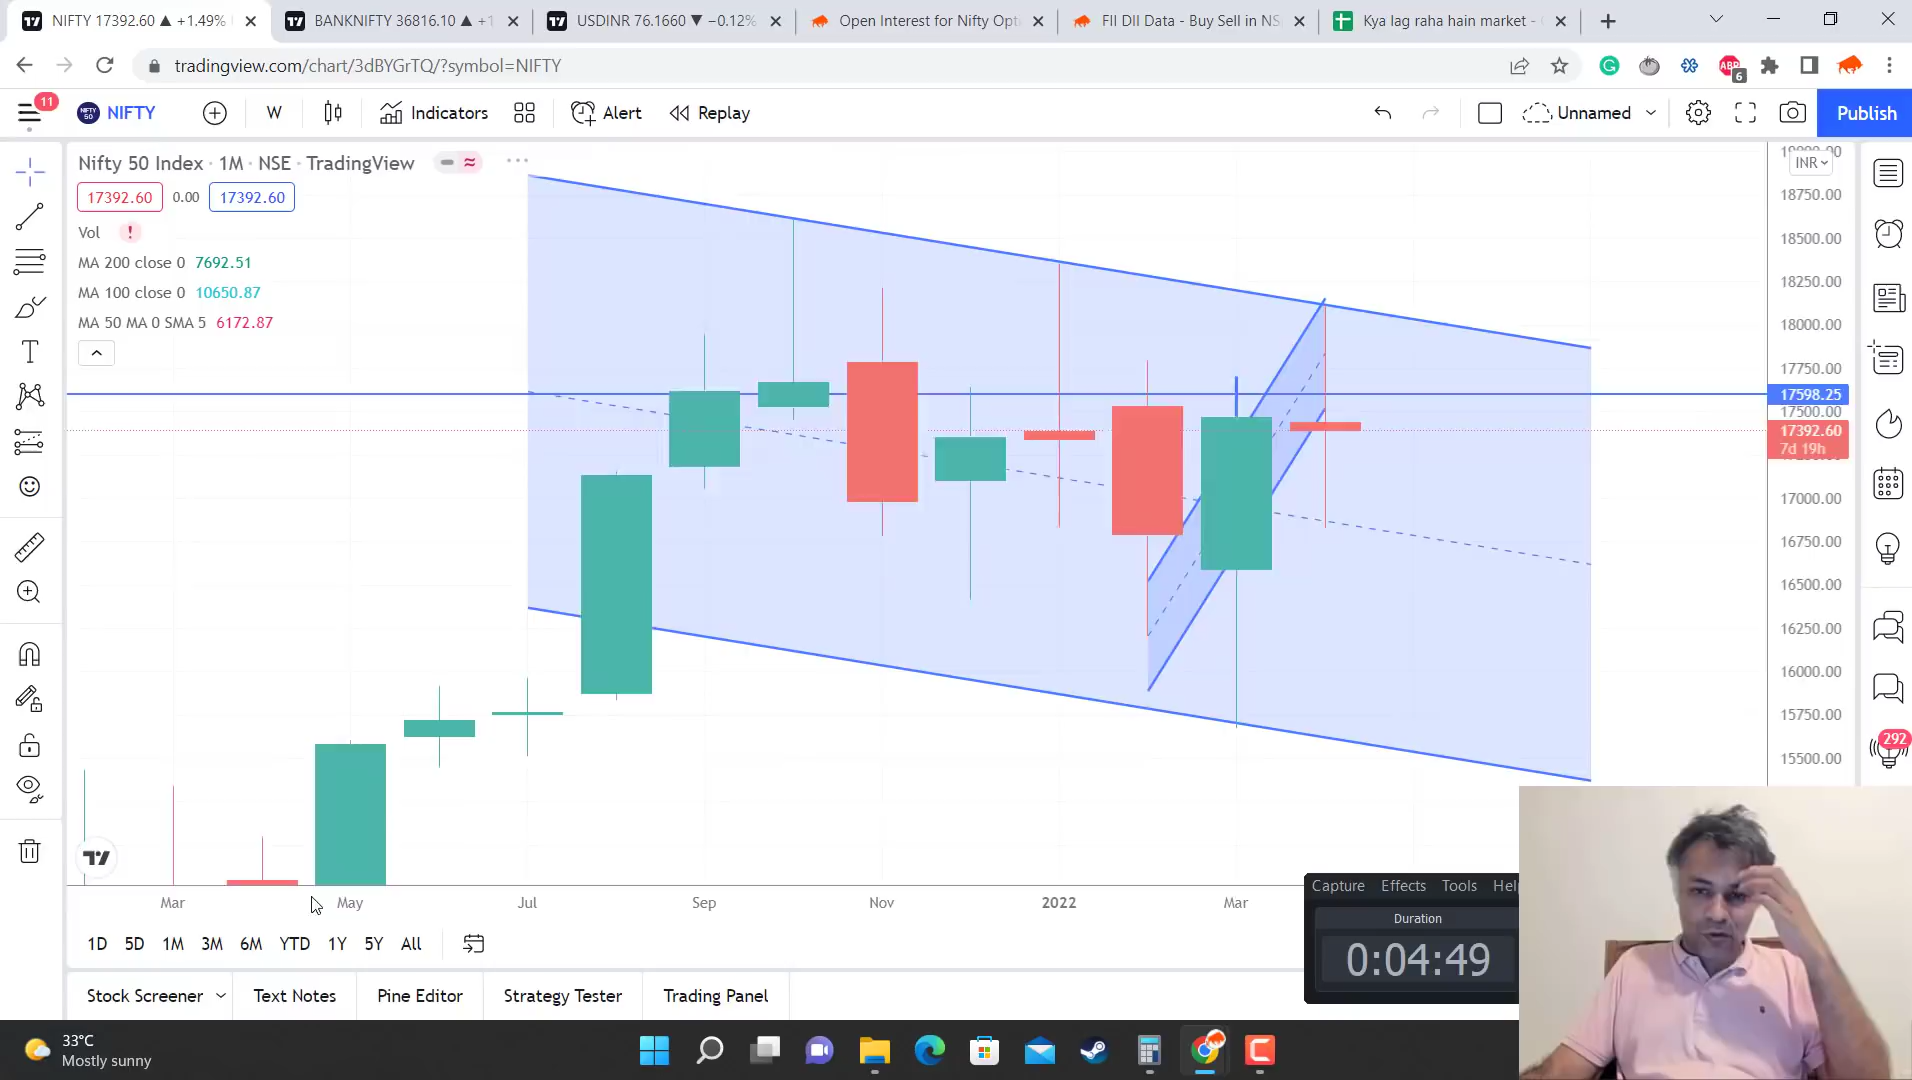 NIFTY 17392.60 ▲ +1.49%
BANKNIFTY 36816.10 ▲ +1
USDINR 76.1660 ▼ −0.12%
Open Interest for Nifty Opt
FII DII Data - Buy Sell in NS
Kya lag raha hain market -
tradingview.com/chart/3dBYGrTQ/?symbol=NIFTY
ABP
6
11
NIFTY 50
NIFTY
W
Indicators
Alert
Replay
Unnamed
Publish
Nifty 50 Index · 1M · NSE · TradingView
17392.60
0.00
17392.60
Vol
!
MA 200 close 0 7692.51
MA 100 close 0 10650.87
MA 50 MA 0 SMA 5 6172.87
INR
18750.00
18500.00
18250.00
18000.00
17750.00
17598.25
17500.00
17392.60
7d 19h
17000.00
16750.00
16500.00
16250.00
16000.00
15750.00
15500.00
292
Mar
May
Jul
Sep
Nov
2022
Mar
1D
5D
1M
3M
6M
YTD
1Y
5Y
All
Stock Screener
Text Notes
Pine Editor
Strategy Tester
Trading Panel
Capture
Effects
Tools
Help
Duration
0:04:49
33°C
Mostly sunny